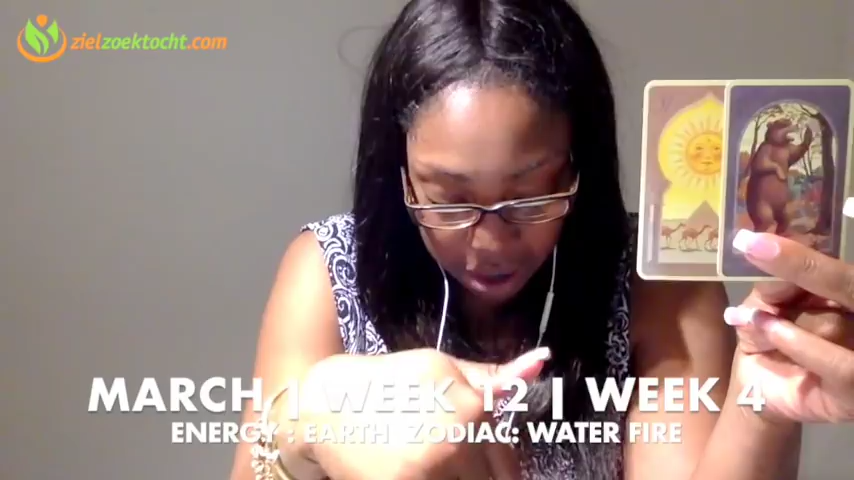 zielzoektocht.com
MARCH | WEEK 12 | WEEK 4
ENERGY : EARTH ZODIAC: WATER FIRE